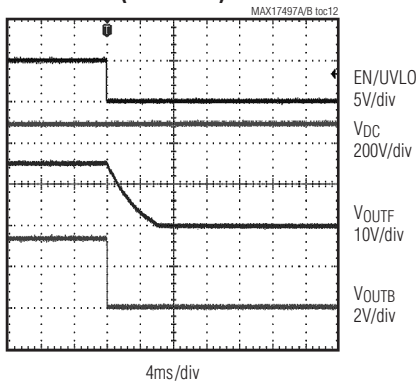 MAX17497A/B toc12
EN/UVLO
5V/div
VDC
200V/div
VOUTF
10V/div
VOUTB
2V/div
4ms/div